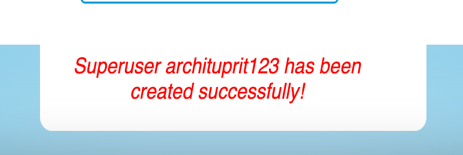 Superuser archituprit123 has been
created successfully!